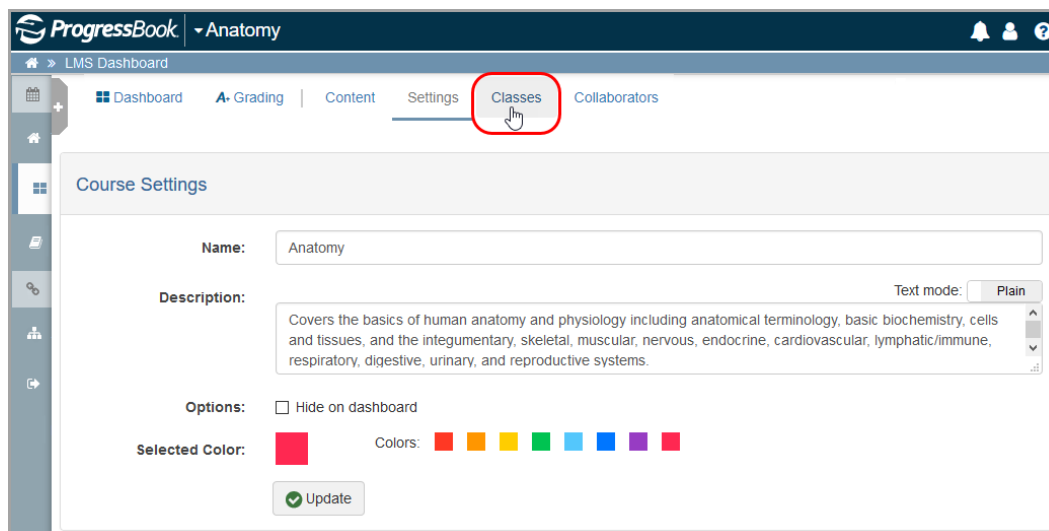 ProgressBook Anatomy
» LMS Dashboard
Dashboard A+ Grading Content Settings Classes Collaborators
Course Settings
Name: Anatomy
Text mode: Plain
Description:
Covers the basics of human anatomy and physiology including anatomical terminology, basic biochemistry, cells
and tissues, and the integumentary, skeletal, muscular, nervous, endocrine, cardiovascular, lymphatic/immune,
respiratory, digestive, urinary, and reproductive systems.
Options: Hide on dashboard
Selected Color: Colors:
Update